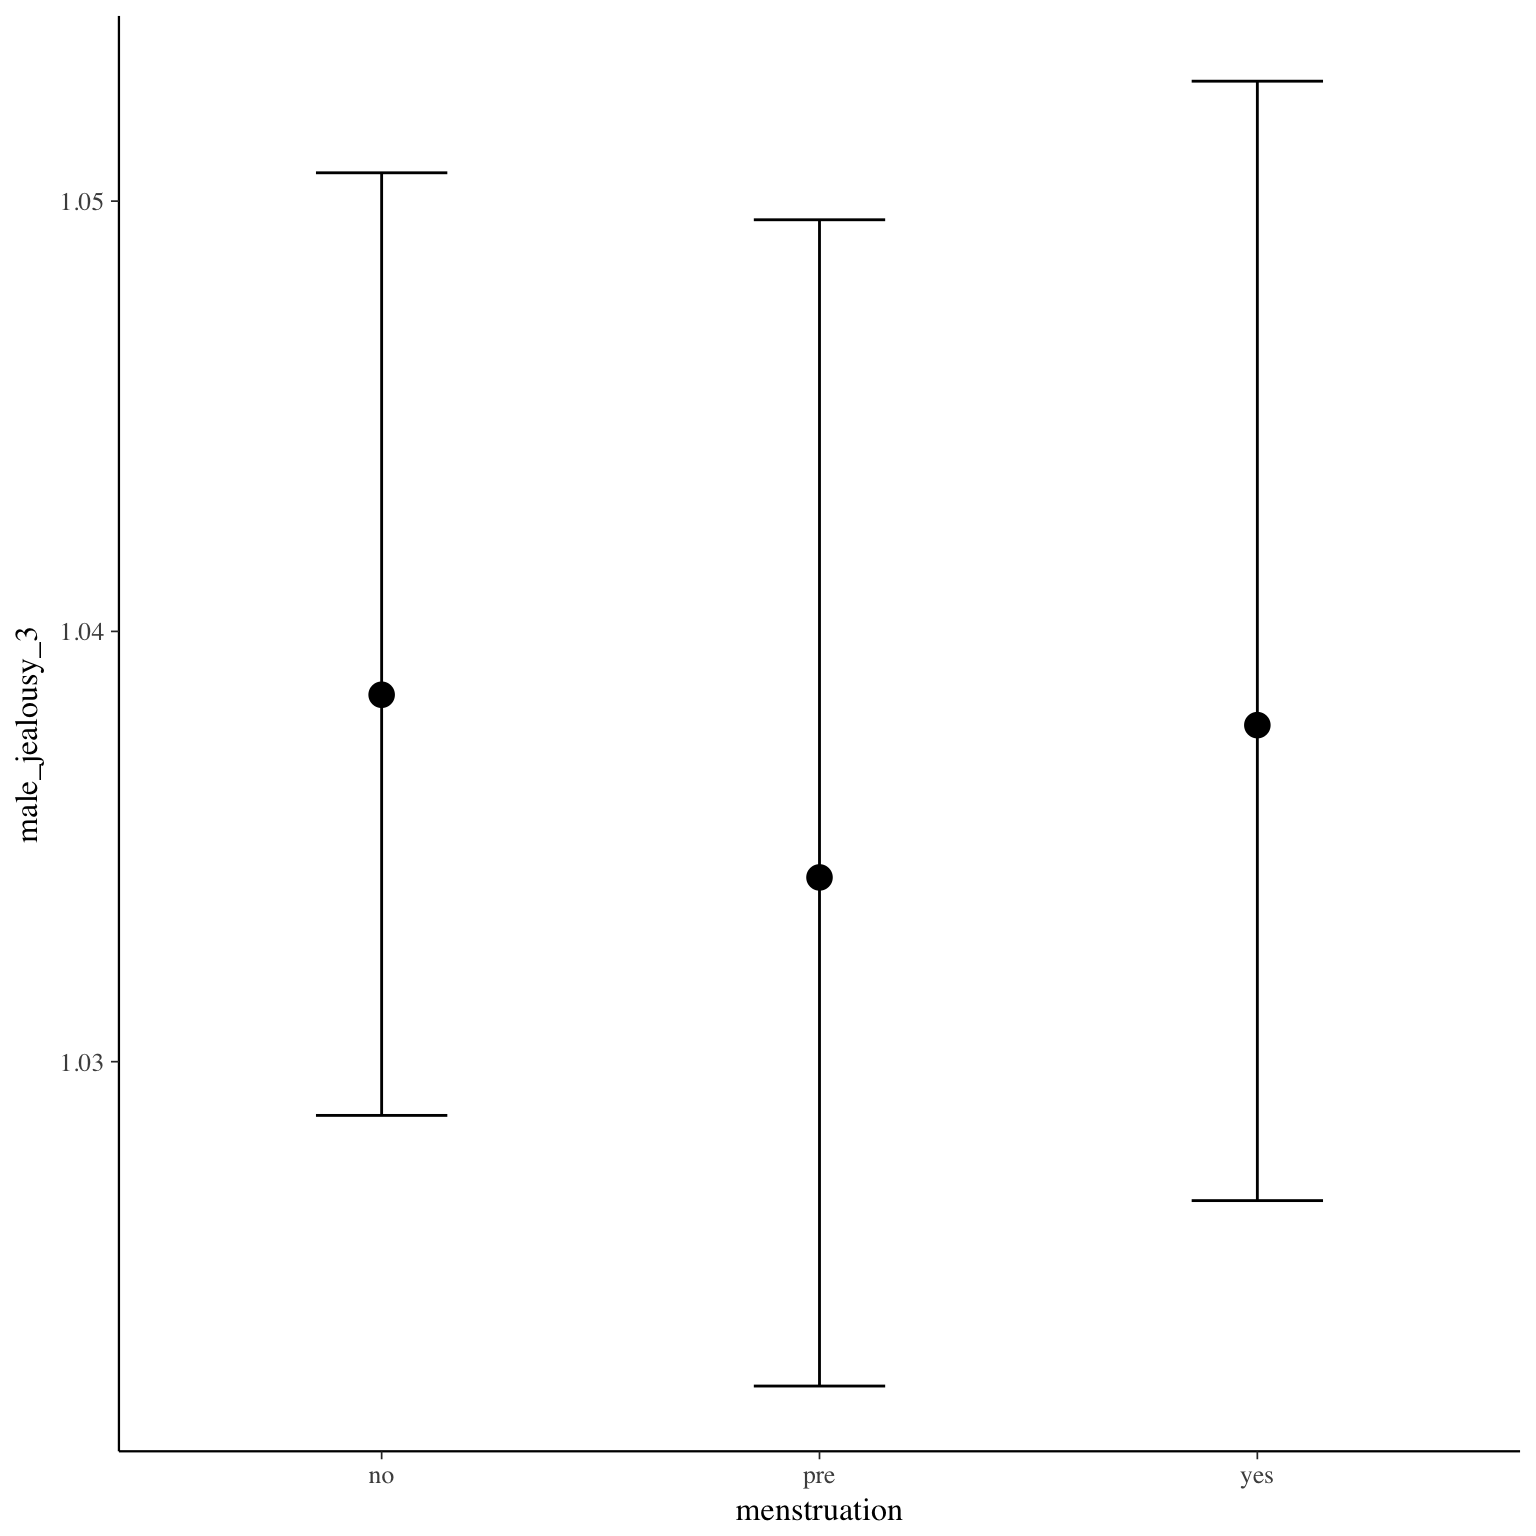 male_jealousy_3
1.05
1.04
1.03
no pre yes
menstruation